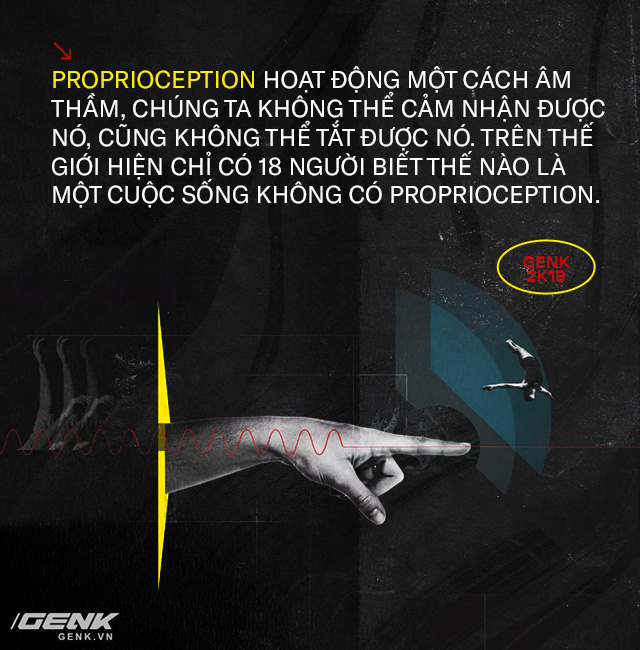 PROPRIOCEPTION HOẠT ĐỘNG MỘT CÁCH ÂM
THẦM, CHÚNG TA KHÔNG THỂ CẢM NHẬN ĐƯỢC
NÓ, CŨNG KHÔNG THỂ TẮT ĐƯỢC NÓ. TRÊN THẾ
GIỚI HIỆN CHỈ CÓ 18 NGƯỜI BIẾT THẾ NÀO LÀ
MỘT CUỘC SỐNG KHÔNG CÓ PROPRIOCEPTION.
GENK
2K19
GENK
GENK.VN